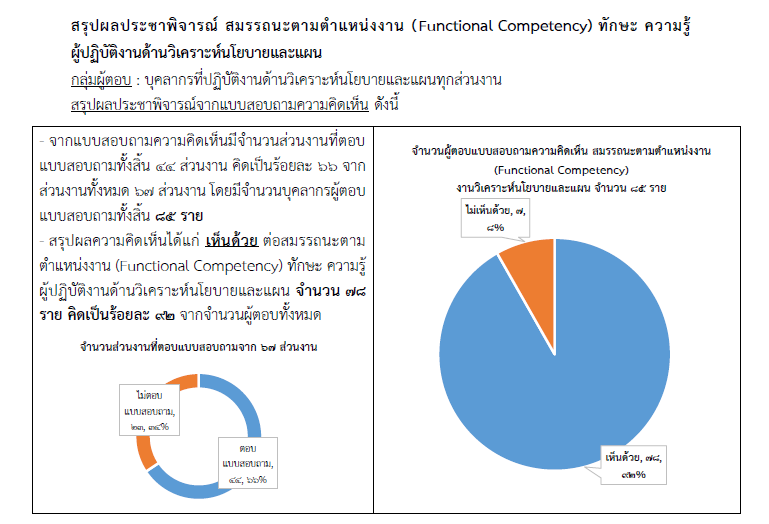 สรุปผลประชาพิจารณ์ สมรรถนะตามตำแหน่งงาน (Functional Competency) ทักษะ ความรู้
ผู้ปฏิบัติงานด้านวิเคราะห์นโยบายและแผน
กลุ่มผู้ตอบ : บุคลากรที่ปฏิบัติงานด้านวิเคราะห์นโยบายและแผนทุกส่วนงาน
สรุปผลประชาพิจารณ์จากแบบสอบถามความคิดเห็น ดังนี้
- จากแบบสอบถามความคิดเห็นมีจำนวนส่วนงานที่ตอบ
แบบสอบถามทั้งสิ้น ๔๔ ส่วนงาน คิดเป็นร้อยละ ๖๖ จาก
ส่วนงานทั้งหมด ๖๗ ส่วนงาน โดยมีจำนวนบุคลากรผู้ตอบ
แบบสอบถามทั้งสิ้น ๘๕ ราย
- สรุปผลความคิดเห็นได้แก่ เห็นด้วย ต่อสมรรถนะตาม
ตำแหน่งงาน (Functional Competency) ทักษะ ความรู้
ผู้ปฏิบัติงานด้านวิเคราะห์นโยบายและแผน จำนวน ๗๘
ราย คิดเป็นร้อยละ ๙๒ จากจำนวนผู้ตอบทั้งหมด
จำนวนส่วนงานที่ตอบแบบสอบถามจาก ๖๗ ส่วนงาน
ไม่ตอบ
แบบสอบถาม,
๒๓, ๓๔%
ตอบ
แบบสอบถาม,
๔๔, ๖๖%
จำนวนผู้ตอบแบบสอบถามความคิดเห็น สมรรถนะตามตำแหน่งงาน
(Functional Competency)
งานวิเคราะห์นโยบายและแผน จำนวน ๘๕ ราย
ไม่เห็นด้วย, ๗,
๘%
เห็นด้วย, ๗๘,
๙๒%